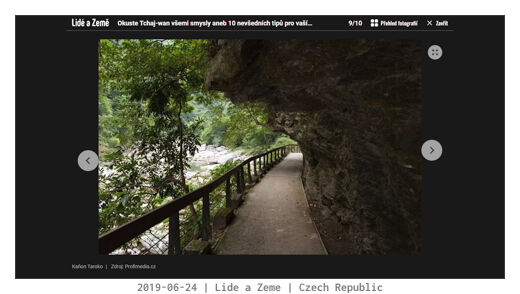 Lidé a Země
Okuste Tchaj-wan všemi smysly aneb 10 nevšedních tipů pro vaši...
9/10
Přehled fotografií
Zavřít
Kaňon Taroko | Zdroj: Profimedia.cz
2019-06-24 | Lide a Zeme | Czech Republic